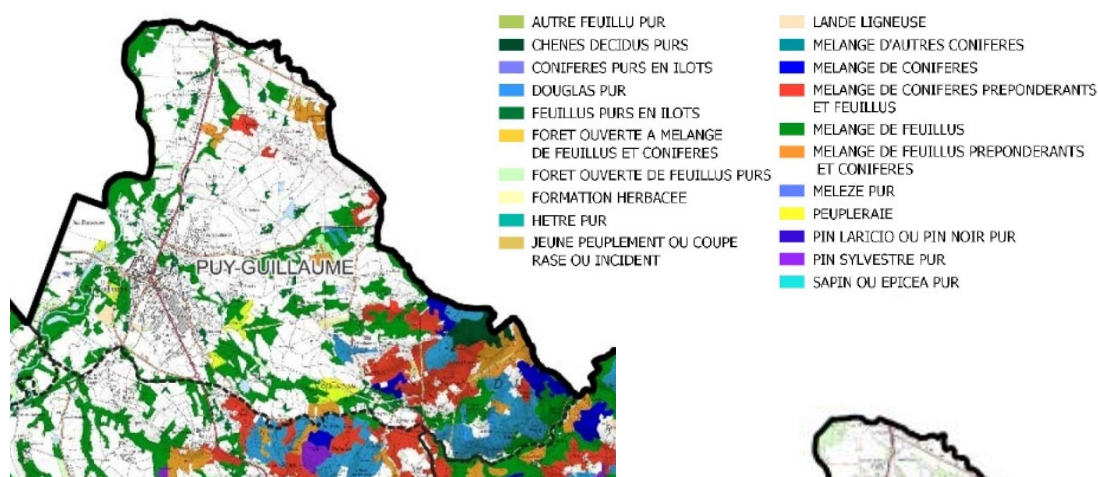 AUTRE FEUILLU PUR
CHENES DECIDUS PURS
CONIFERES PURS EN ILOTS
DOUGLAS PUR
FEUILLUS PURS EN ILOTS
FORET OUVERTE A MELANGE
DE FEUILLUS ET CONIFERES
FORET OUVERTE DE FEUILLUS PURS
FORMATION HERBACEE
HETRE PUR
JEUNE PEUPLEMENT OU COUPE
RASE OU INCIDENT
LANDE LIGNEUSE
MELANGE D'AUTRES CONIFERES
MELANGE DE CONIFERES
MELANGE DE CONIFERES PREPONDERANTS
ET FEUILLUS
MELANGE DE FEUILLUS
MELANGE DE FEUILLUS PREPONDERANTS
ET CONIFERES
MELEZE PUR
PEUPLERAIE
PIN LARICIO OU PIN NOIR PUR
PIN SYLVESTRE PUR
SAPIN OU EPICEA PUR
PUY-GUILLAUME